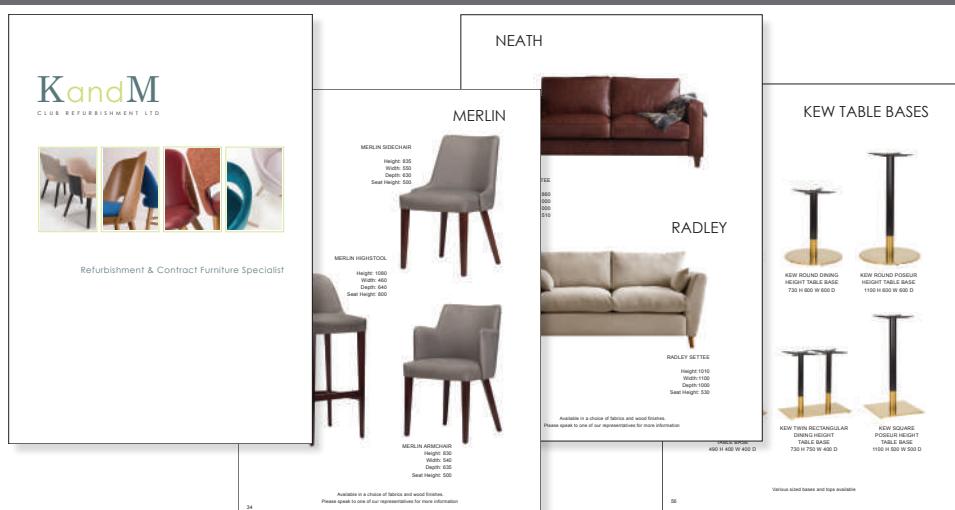 KandM
CLUB REFURBISHMENT LTD
Refurbishment & Contract Furniture Specialist
MERLIN
MERLIN SIDECHAIR
Height: 835
Width: 550
Depth: 630
Seat Height: 500
MERLIN HIGHSTOOL
Height: 1080
Width: 460
Depth: 640
Seat Height: 800
MERLIN ARMCHAIR
Height: 830
Width: 540
Depth: 635
Seat Height: 500
Available in a choice of fabrics and wood finishes.
Please speak to one of our representatives for more information
34
NEATH
RADLEY
RADLEY SETTEE
Height:1010
Width:1100
Depth:1000
Seat Height: 530
Available in a choice of fabrics and wood finishes.
Please speak to one of our representatives for more information
KEW TABLE BASES
KEW ROUND DINING
HEIGHT TABLE BASE
730 H 600 W 600 D
KEW ROUND POSEUR
HEIGHT TABLE BASE
1100 H 600 W 600 D
KEW TWIN RECTANGULAR
DINING HEIGHT
TABLE BASE
730 H 750 W 400 D
KEW SQUARE
POSEUR HEIGHT
TABLE BASE
1100 H 500 W 500 D
TABLE BASE
490 H 400 W 400 D
Various sized bases and tops available
56